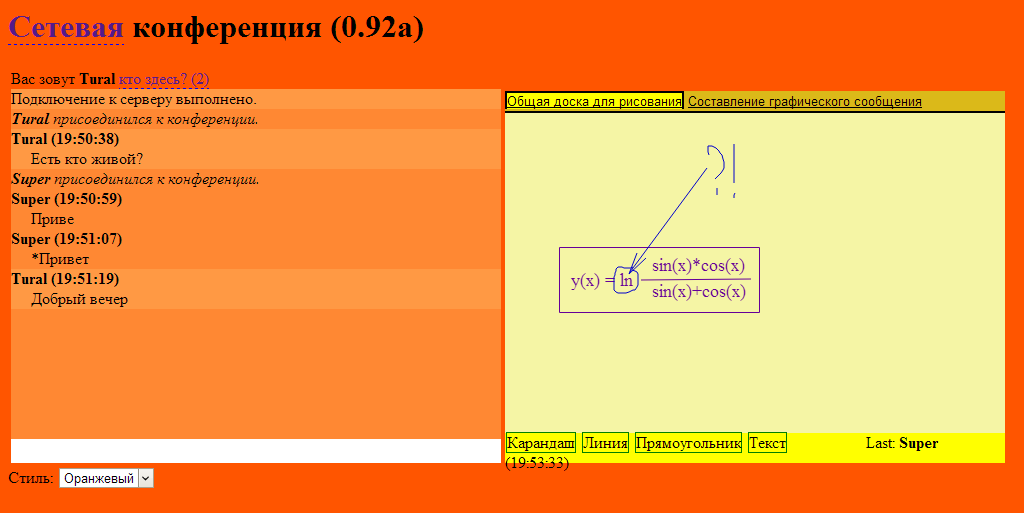 Сетевая конференция (0.92a)
Вас зовут Tural кто здесь? (2)
Подключение к серверу выполнено.
Tural присоединился к конференции.
Tural (19:50:38)
Есть кто живой?
Super присоединился к конференции.
Super (19:50:59)
Приве
Super (19:51:07)
*Привет
Tural (19:51:19)
Добрый вечер
Общая доска для рисования Составление графического сообщения
?!
y(x) = ln sin(x)*cos(x)
sin(x)+cos(x)
Карандаш Линия Прямоугольник Текст Last: Super
(19:53:33)
Стиль: Оранжевый